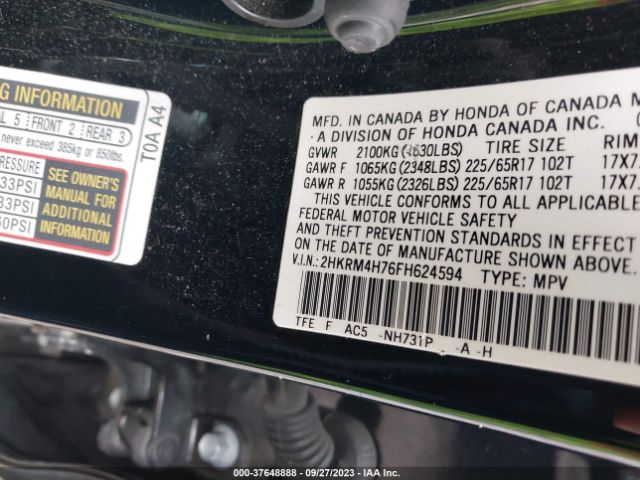 G INFORMATION
AL 5 FRONT 2 REAR 3
never exceed 385kg or 850lbs.
PRESSURE
33PSI
33PSI
60PSI
SEE OWNER'S
MANUAL FOR
ADDITIONAL
INFORMATION
T0A A4
MFD. IN CANADA BY HONDA OF CANADA M
A DIVISION OF HONDA CANADA INC.
GVWR 2100KG(4630LBS) TIRE SIZE RIM
GAWR F 1065KG(2348LBS) 225/65R17 102T 17X7.
GAWR R 1055KG(2326LBS) 225/65R17 102T 17X7.
THIS VEHICLE CONFORMS TO ALL APPLICABLE
FEDERAL MOTOR VEHICLE SAFETY
AND THEFT PREVENTION STANDARDS IN EFFECT
ON THE DATE OF MANUFACTURE SHOWN ABOVE.
V.I.N.: 2HKRM4H76FH624594 TYPE: MPV
TFE F AC5 -NH731P -A -H
000-37648888 - 09/27/2023 - IAA Inc.